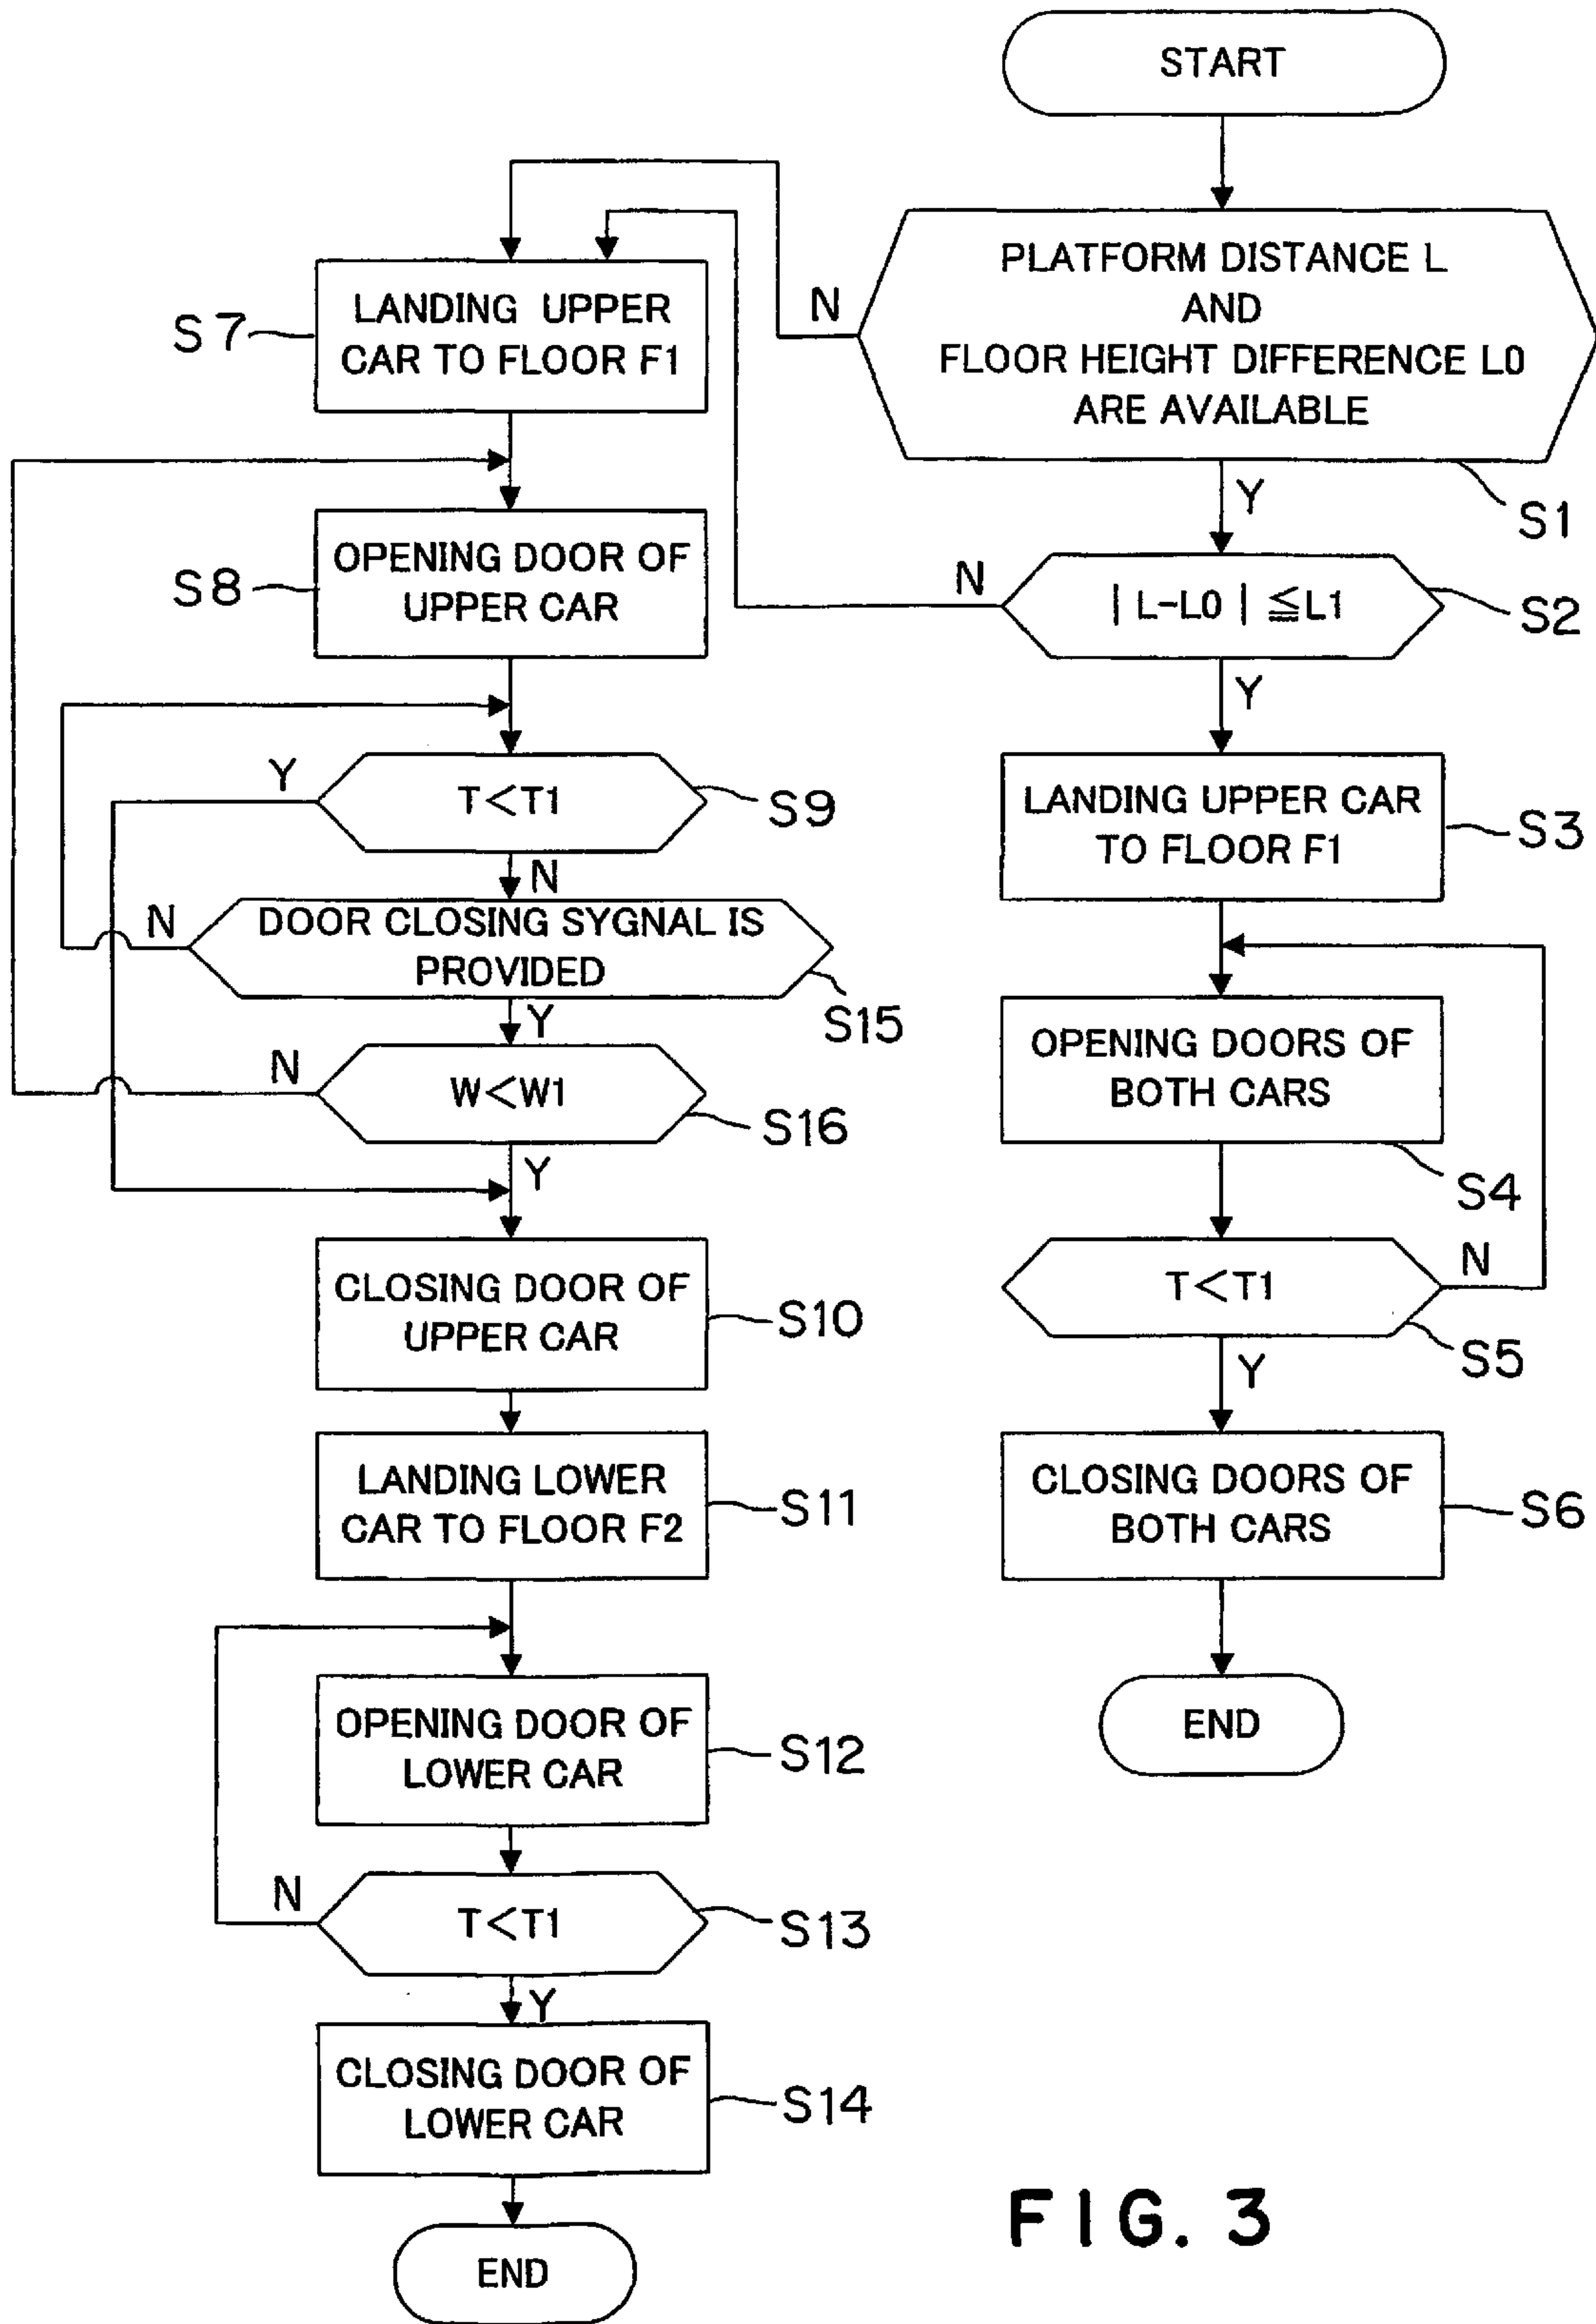 START
PLATFORM DISTANCE L
AND
FLOOR HEIGHT DIFFERENCE L0
ARE AVAILABLE
N
Y
S1
| L-L0 | ≦L1
N
Y
S2
LANDING UPPER CAR
TO FLOOR F1
S3
OPENING DOORS OF
BOTH CARS
S4
T<T1
N
S5
Y
CLOSING DOORS OF
BOTH CARS
S6
END
S7
LANDING UPPER
CAR TO FLOOR F1
S8
OPENING DOOR OF
UPPER CAR
Y
T<T1
S9
N
N
DOOR CLOSING SYGNAL IS
PROVIDED
S15
Y
N
W<W1
S16
Y
CLOSING DOOR OF
UPPER CAR
S10
LANDING LOWER
CAR TO FLOOR F2
S11
OPENING DOOR OF
LOWER CAR
S12
N
T<T1
S13
Y
CLOSING DOOR OF
LOWER CAR
S14
END
FIG. 3